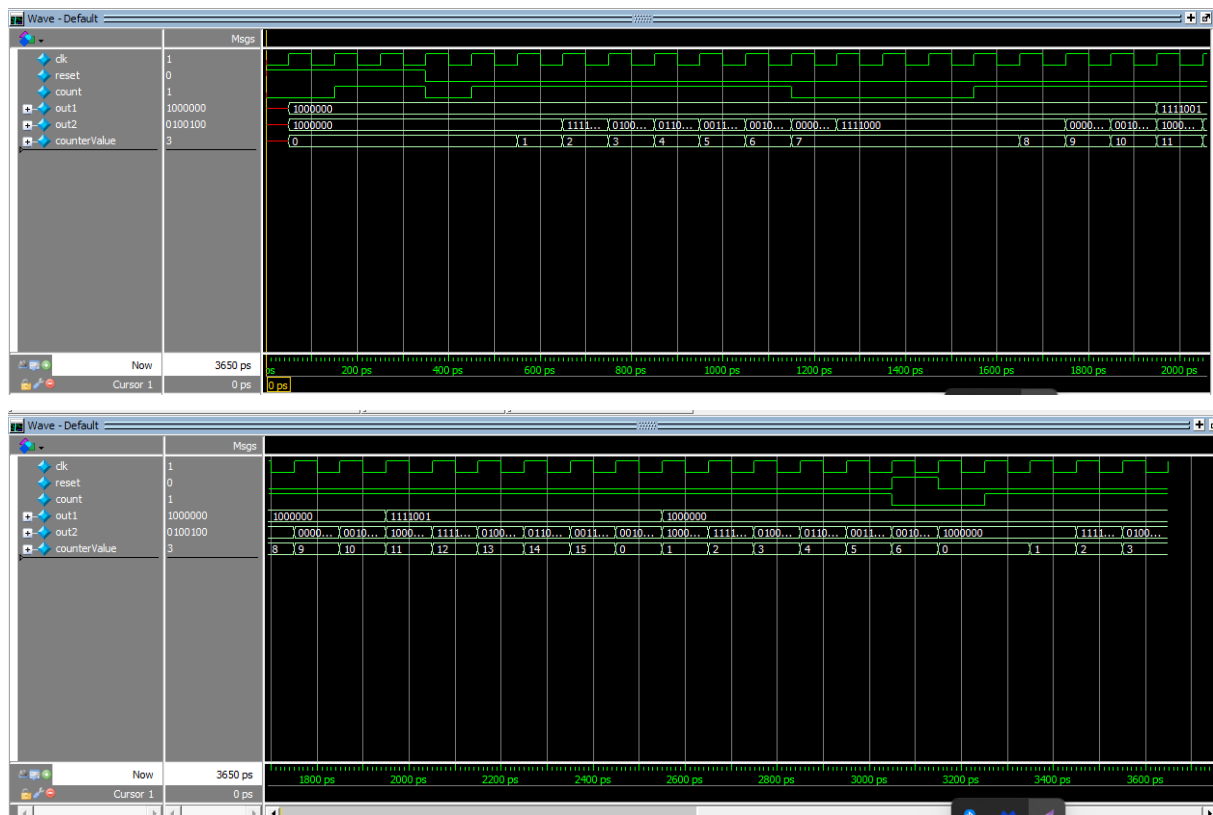 Wave - Default
Msgs
clk 1
reset 0
count 1
out1 1000000 1000000 1111001
out2 0100100 1000000 1111... 0100... 0110... 0011... 0010... 0000... 1111000 0000... 0010... 1000...
counterValue 3 0 1 2 3 4 5 6 7 8 9 10 11
Now 3650 ps ps 200 ps 400 ps 600 ps 800 ps 1000 ps 1200 ps 1400 ps 1600 ps 1800 ps 2000 ps
Cursor 1 0 ps 0 ps
Wave - Default
Msgs
clk 1
reset 0
count 1
out1 1000000 1000000 1111001 1000000
out2 0100100 0000... 0010... 1000... 1111... 0100... 0110... 0011... 0010... 1000... 1111... 0100... 0110... 0011... 0010... 1000000 1111... 0100...
counterValue 3 8 9 10 11 12 13 14 15 0 1 2 3 4 5 6 0 1 2 3
Now 3650 ps 1800 ps 2000 ps 2200 ps 2400 ps 2600 ps 2800 ps 3000 ps 3200 ps 3400 ps 3600 ps
Cursor 1 0 ps